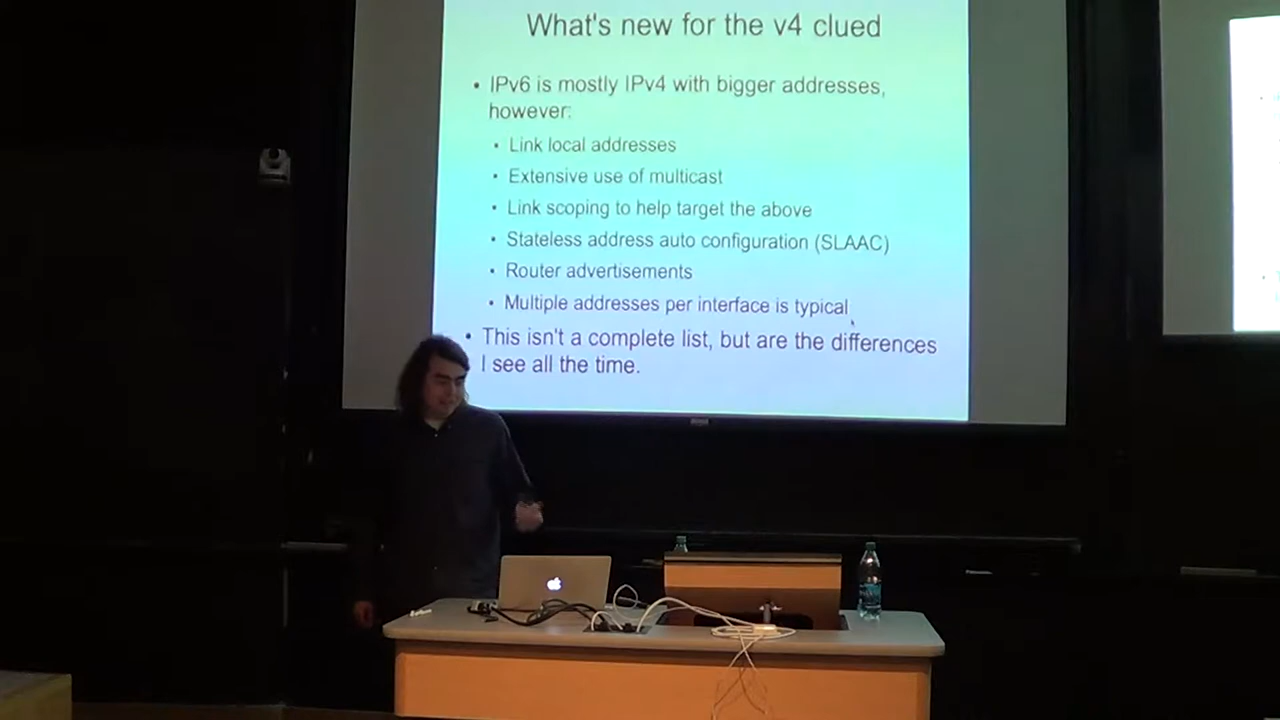 What's new for the v4 clued
• IPv6 is mostly IPv4 with bigger addresses,
however:
• Link local addresses
• Extensive use of multicast
• Link scoping to help target the above
• Stateless address auto configuration (SLAAC)
• Router advertisements
• Multiple addresses per interface is typical
• This isn't a complete list, but are the differences
I see all the time.